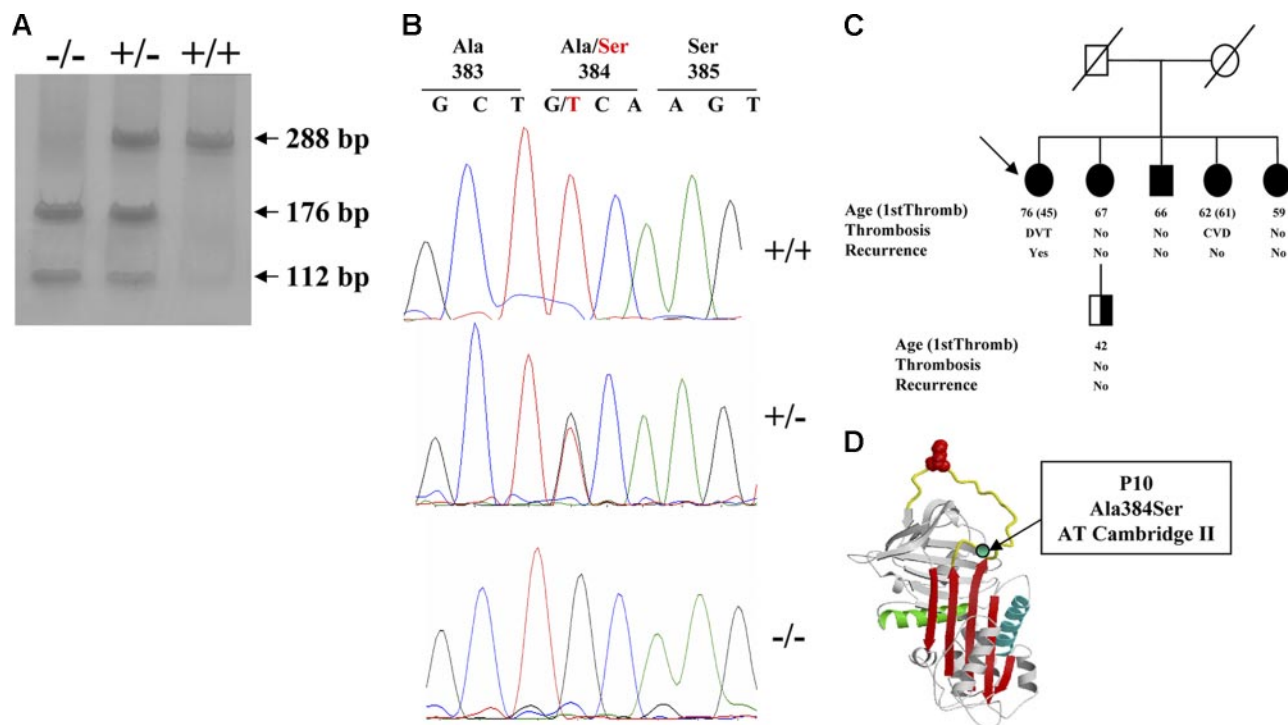 A
-/- +/- +/+
288 bp
176 bp
112 bp
B
Ala Ala/Ser Ser
383 384 385
G C T G/T C A A G T
+/+
+/-
-/-
C
Age (1stThromb) 76 (45) 67 66 62 (61) 59
Thrombosis DVT No No CVD No
Recurrence Yes No No No No
Age (1stThromb) 42
Thrombosis No
Recurrence No
D
P10
Ala384Ser
AT Cambridge II